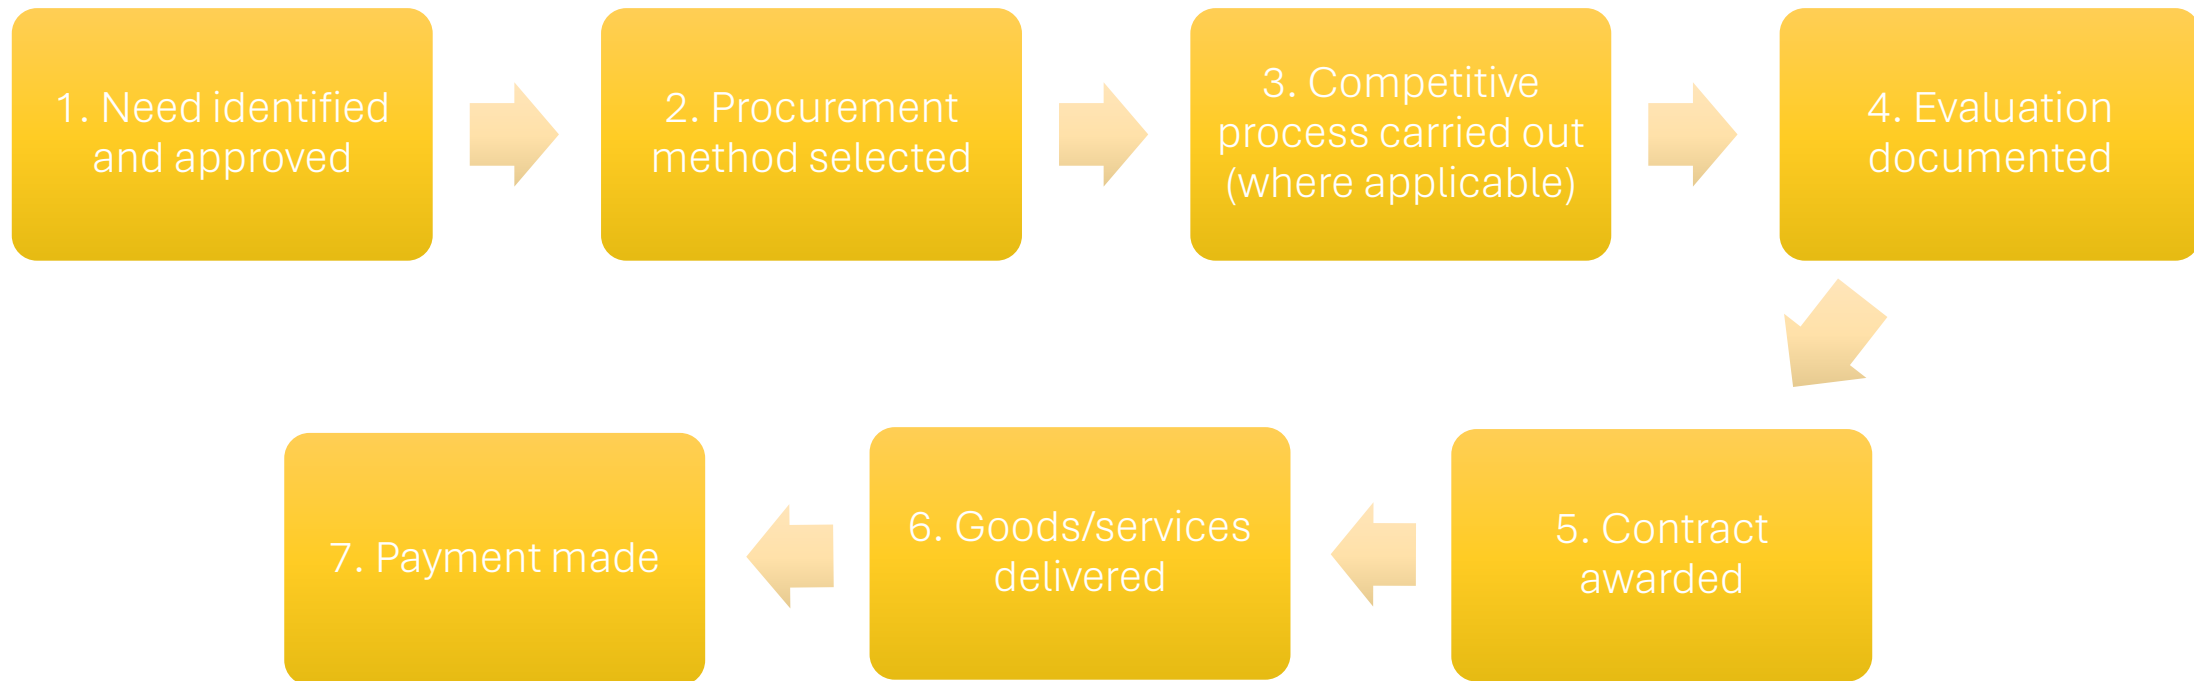 1. Need identified
and approved
2. Procurement
method selected
3. Competitive
process carried out
(where applicable)
4. Evaluation
documented
5. Contract
awarded
6. Goods/services
delivered
7. Payment made